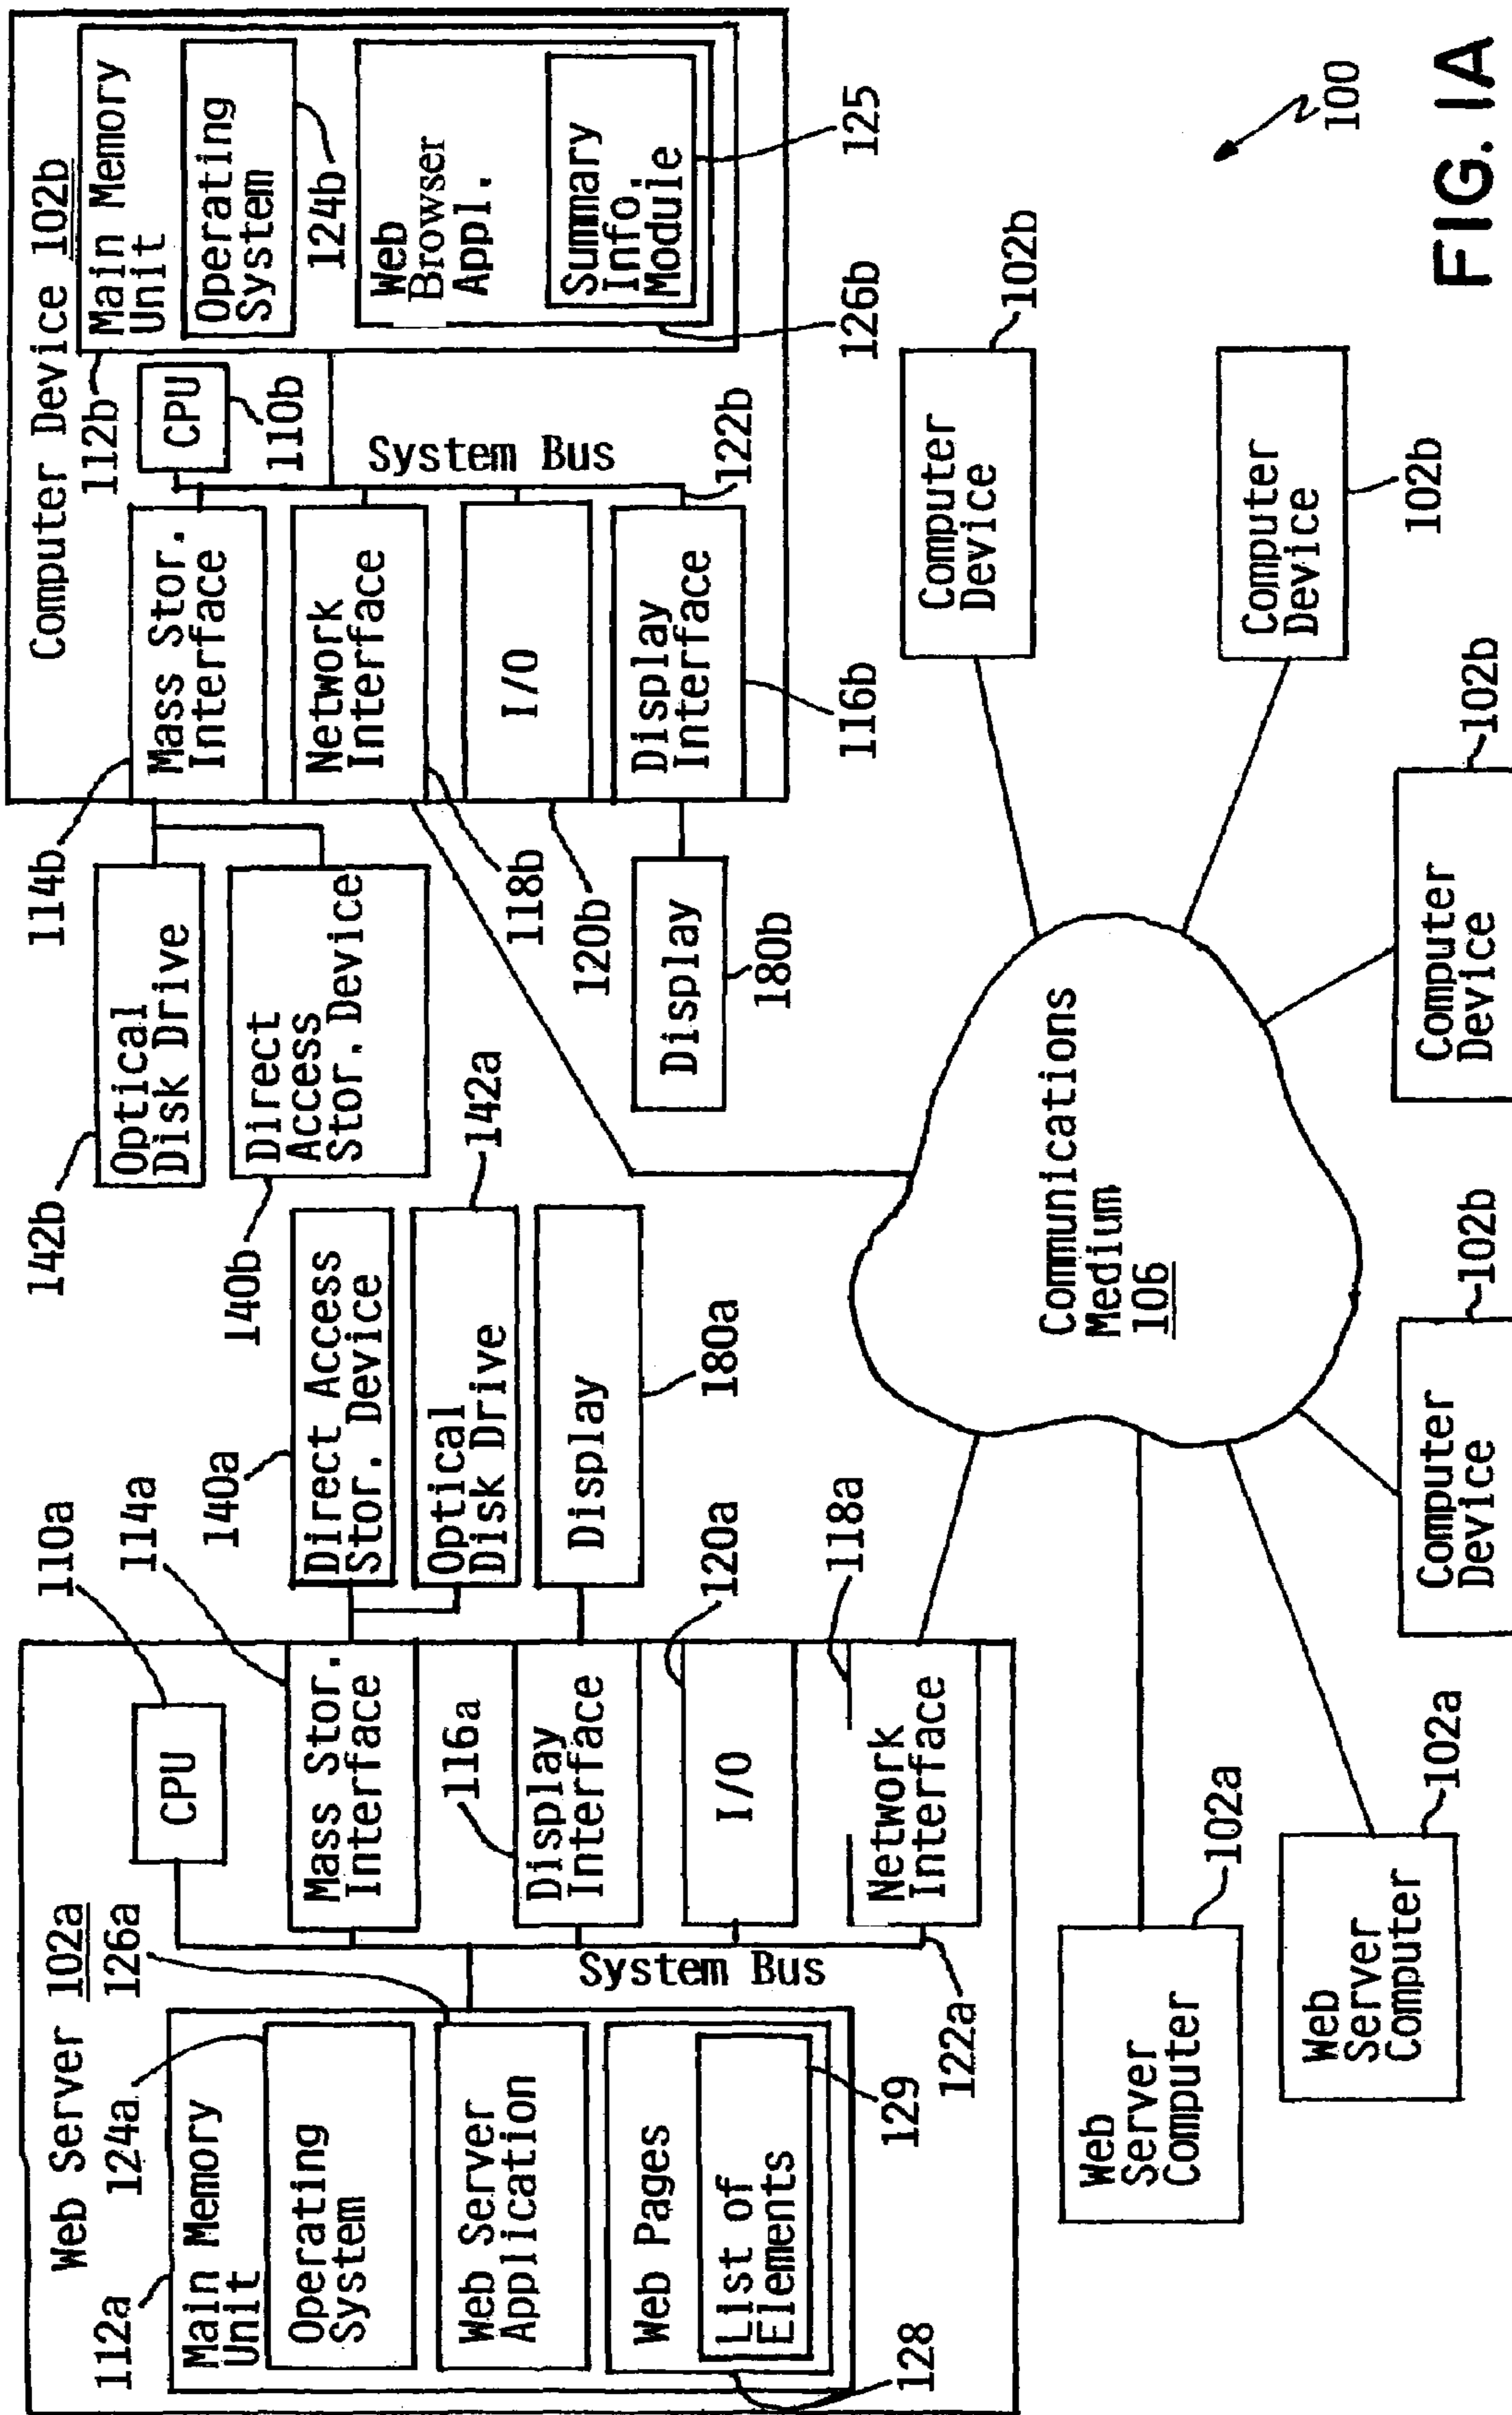 Web Server 102a
112a
124a
126a
110a
114a
Main Memory
Unit
Operating
System
Web Server
Application
Web Pages
List of
Elements
128
129
122a
System Bus
CPU
Mass Stor.
Interface
116a
Display
Interface
I/O
Network
Interface
120a
118a
140a
Direct Access
Stor. Device
Optical
Disk Drive
142a
Display
180a
142b
Optical
Disk Drive
140b
Direct
Access
Stor. Device
114b
118b
120b
Display
180b
Computer Device 102b
Mass Stor.
Interface
Network
Interface
I/O
Display
Interface
116b
112b
CPU
110b
System Bus
122b
Main Memory
Unit
Operating
System
124b
Web
Browser
Appl.
Summary
Info.
Module
126b
125
Communications
Medium
106
Web
Server
Computer
102a
Web
Server
Computer
102a
Computer
Device
102b
Computer
Device
102b
Computer
Device
102b
Computer
Device
102b
100
FIG. 1A